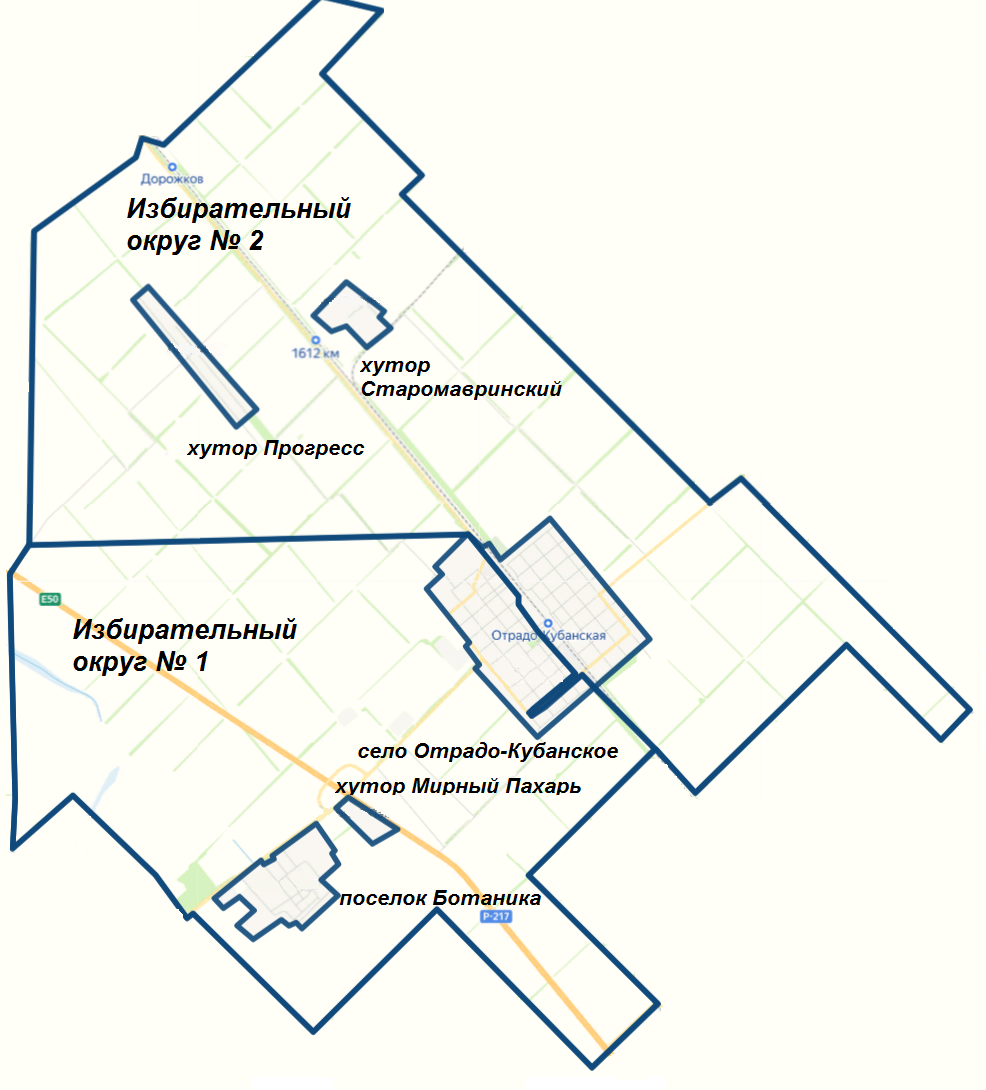 Дорожков
Избирательный
округ № 2
1612 км
хутор
Старомавринский
хутор Прогресс
E50
Избирательный
округ № 1
Отрадо-Кубанская
село Отрадо-Кубанское
хутор Мирный Пахарь
поселок Ботаника
Р-217